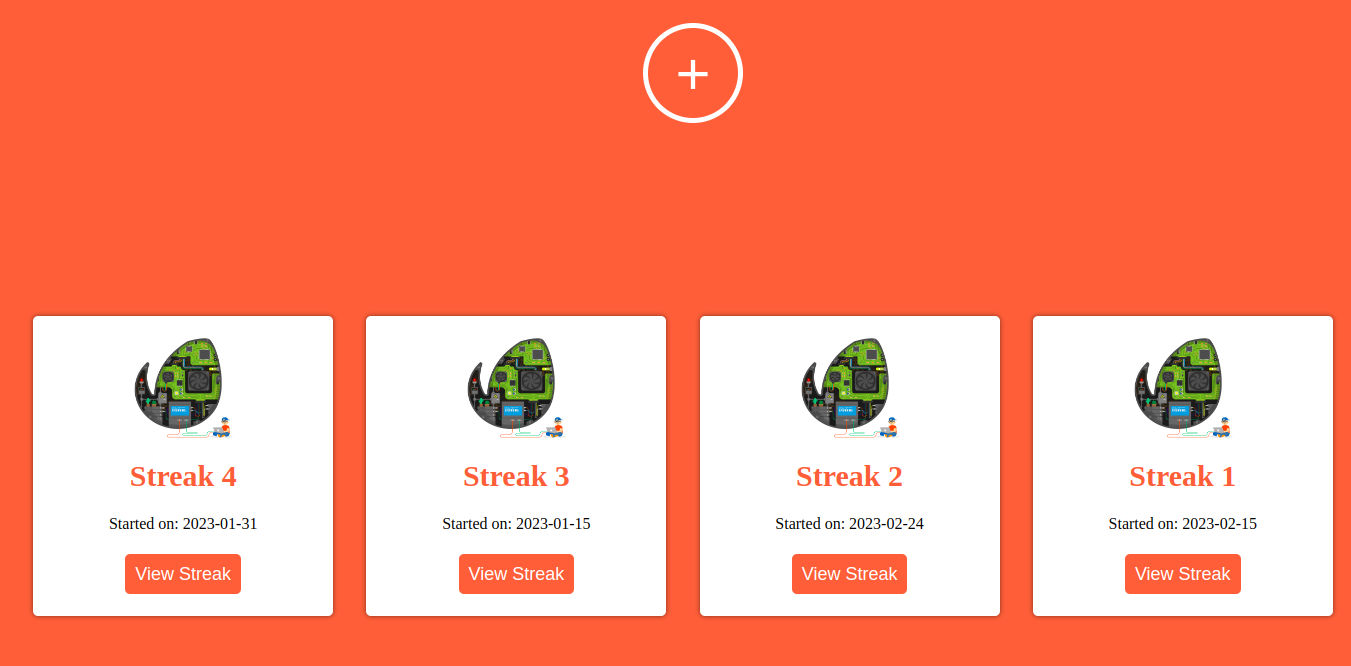 +
Streak 4
Started on: 2023-01-31
View Streak
Streak 3
Started on: 2023-01-15
View Streak
Streak 2
Started on: 2023-02-24
View Streak
Streak 1
Started on: 2023-02-15
View Streak